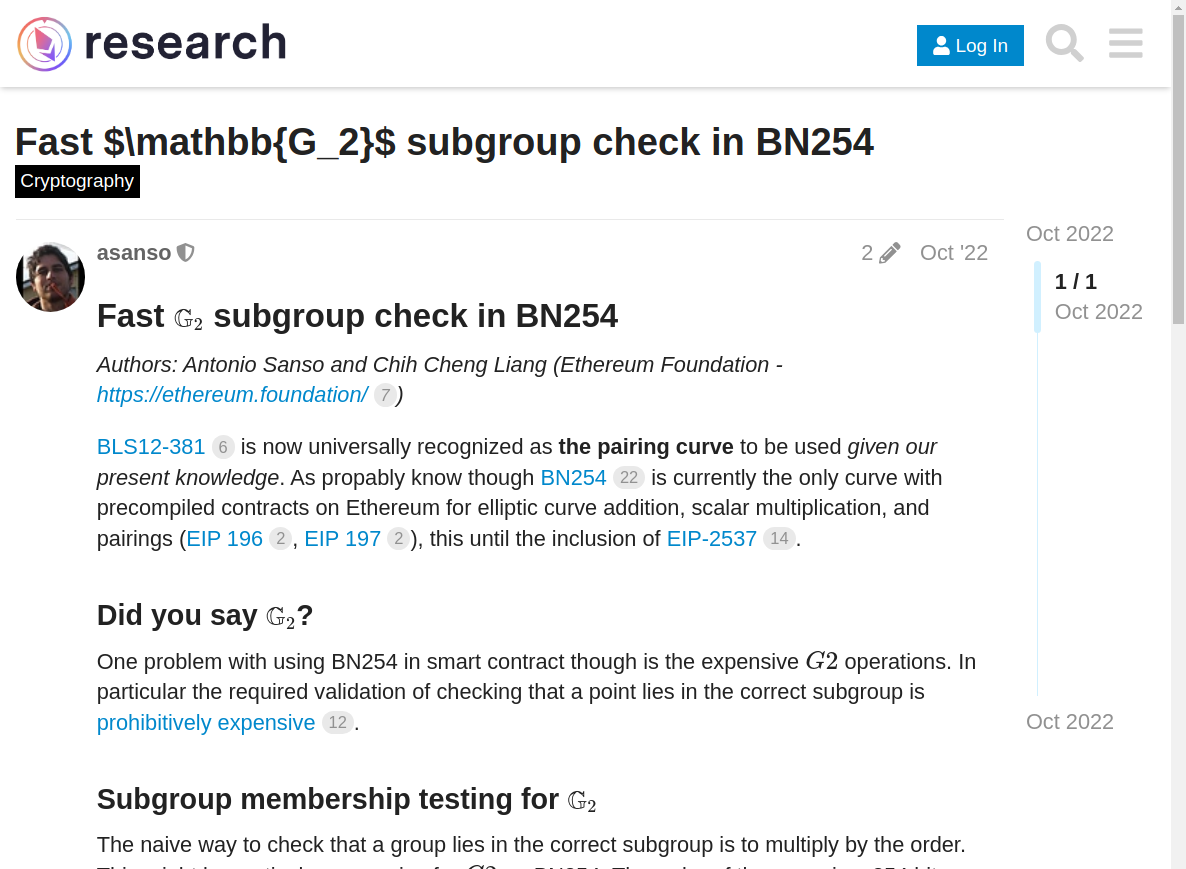 research
Log In
Fast $\mathbb{G_2}$ subgroup check in BN254
Cryptography
Oct 2022
asanso
2
Oct '22
1 / 1
Oct 2022
Fast 𝔾₂ subgroup check in BN254
Authors: Antonio Sanso and Chih Cheng Liang (Ethereum Foundation -
https://ethereum.foundation/ 7 )
BLS12-381 6 is now universally recognized as the pairing curve to be used given our
present knowledge. As propably know though BN254 22 is currently the only curve with
precompiled contracts on Ethereum for elliptic curve addition, scalar multiplication, and
pairings (EIP 196 2 , EIP 197 2 ), this until the inclusion of EIP-2537 14 .
Did you say 𝔾₂?
One problem with using BN254 in smart contract though is the expensive G2 operations. In
particular the required validation of checking that a point lies in the correct subgroup is
prohibitively expensive 12 .
Oct 2022
Subgroup membership testing for 𝔾₂
The naive way to check that a group lies in the correct subgroup is to multiply by the order.